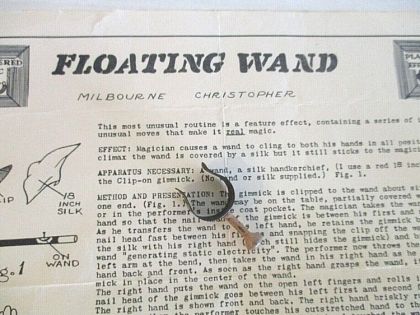 FLOATING WAND
MILBOURNE CHRISTOPHER
This most unusual routine is a feature effect, containing a series of
unusual moves that make it real magic.
EFFECT: Magician causes a wand to cling to both his hands in all
climax the wand is covered by a silk but it still sticks to the
APPARATUS NECESSARY: A wand, a silk handkerchief, (I use a red 18
the Clip-on gimmick. (No wand or silk supplied.) Fig. 1.
METHOD AND PRESENTATION: The gimmick is clipped to the wand about
one end, (Fig. 1.) The wand may be on the table, partially covered
or in the performer's coat pocket. The magician takes the
hand so that the nail of the gimmick is between his first
As he transfers the wand to left hand, he retains the gimmick
nail head fast between his and snapping the clip off the
the silk with his right hand still hides the gimmick) and
wand "generating static electricity". The performer now throws the
left arm at the bend, then takes the wand in his right hand as he
hand back and front. As soon as the right hand grasps the wand,
mick in place in the center of the wand.
The right hand puts the wand on the open left fingers and rolls
nail head of the gimmick goes between his left first and second
The right hand is shown front and back. The right hand briskly
the performer touches his outstretched hand to
CLIP
18
INCH
SILK
ON
WAND
Fig. 1